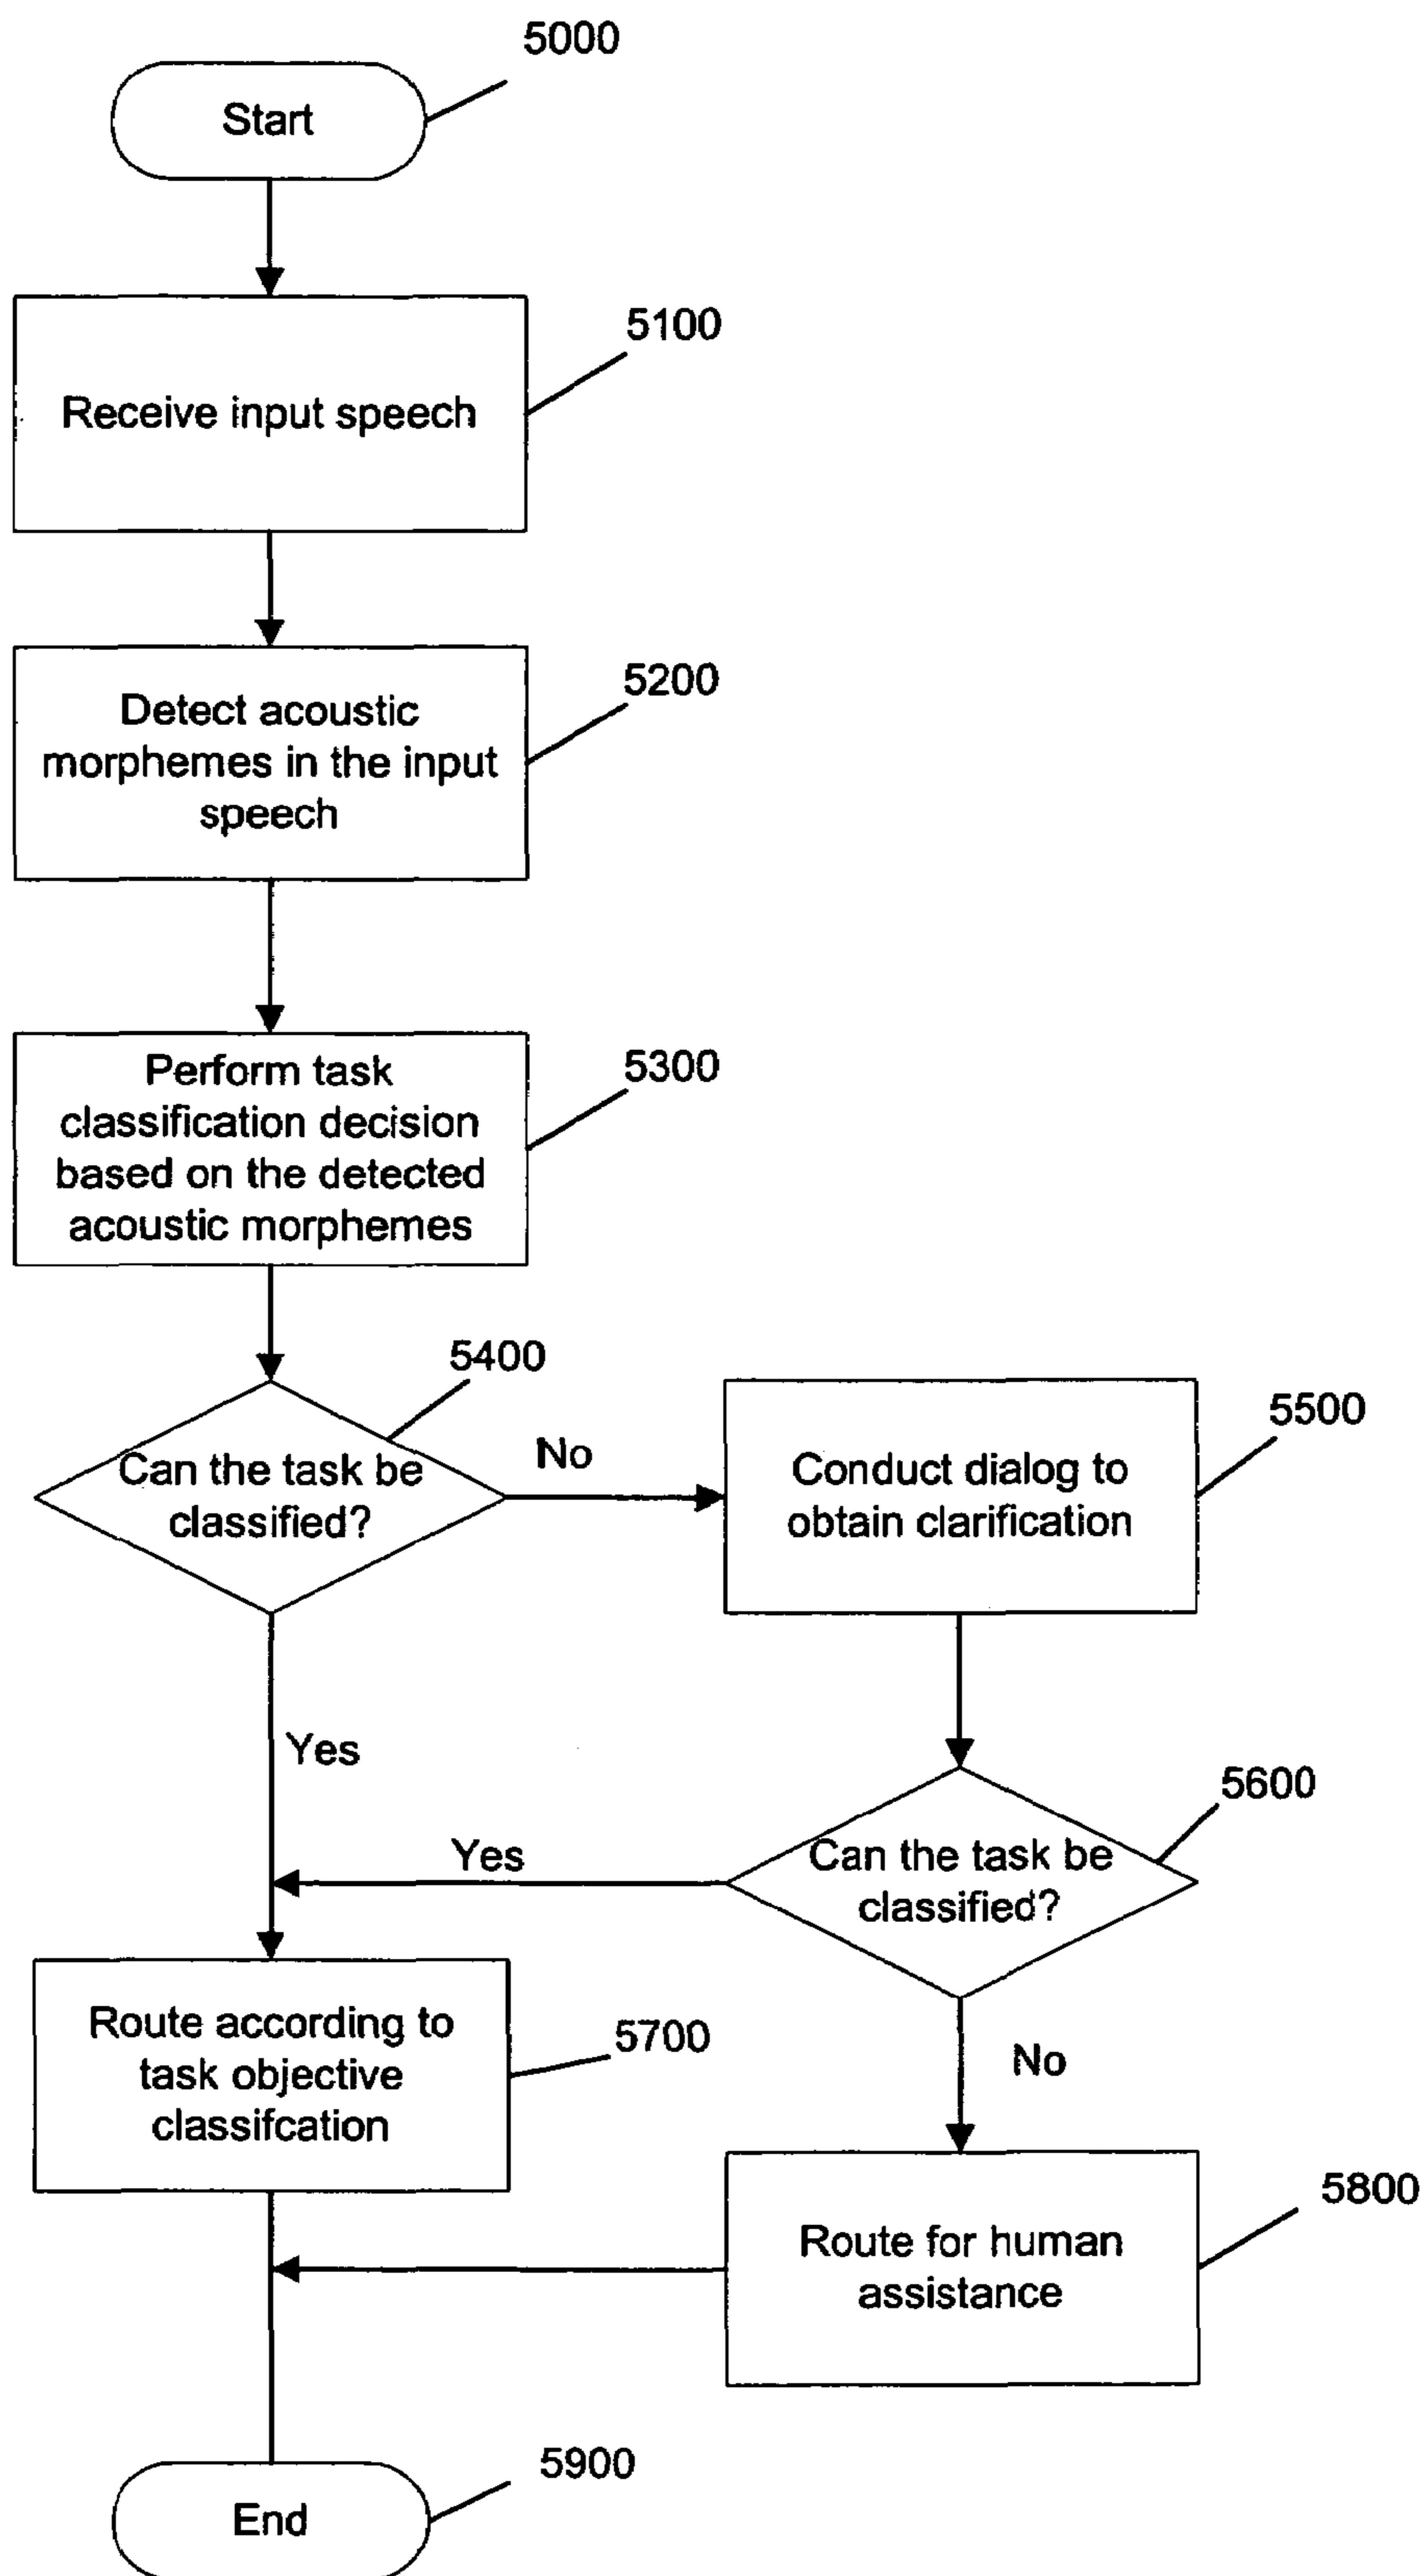 5000
Start
5100
Receive input speech
5200
Detect acoustic
morphemes in the input
speech
5300
Perform task
classification decision
based on the detected
acoustic morphemes
5400
Can the task be
classified?
No
5500
Conduct dialog to
obtain clarification
Yes
5600
Can the task be
classified?
Yes
No
5700
Route according to
task objective
classifcation
5800
Route for human
assistance
5900
End